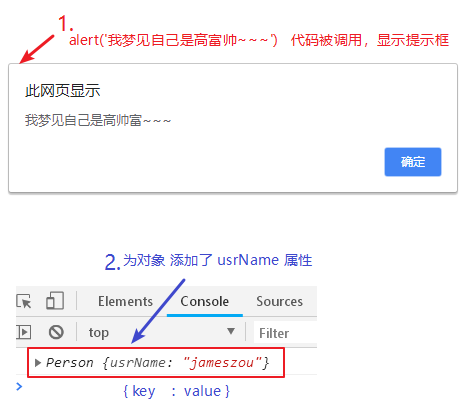 1.
alert('我梦见自己是高富帅~~~') 代码被调用，显示提示框
此网页显示
我梦见自己是高帅富~~~
确定
2.为对象 添加了 usrName 属性
Elements Console Sources
top Filter
Person {usrName: "jameszou"}
{ key : value }